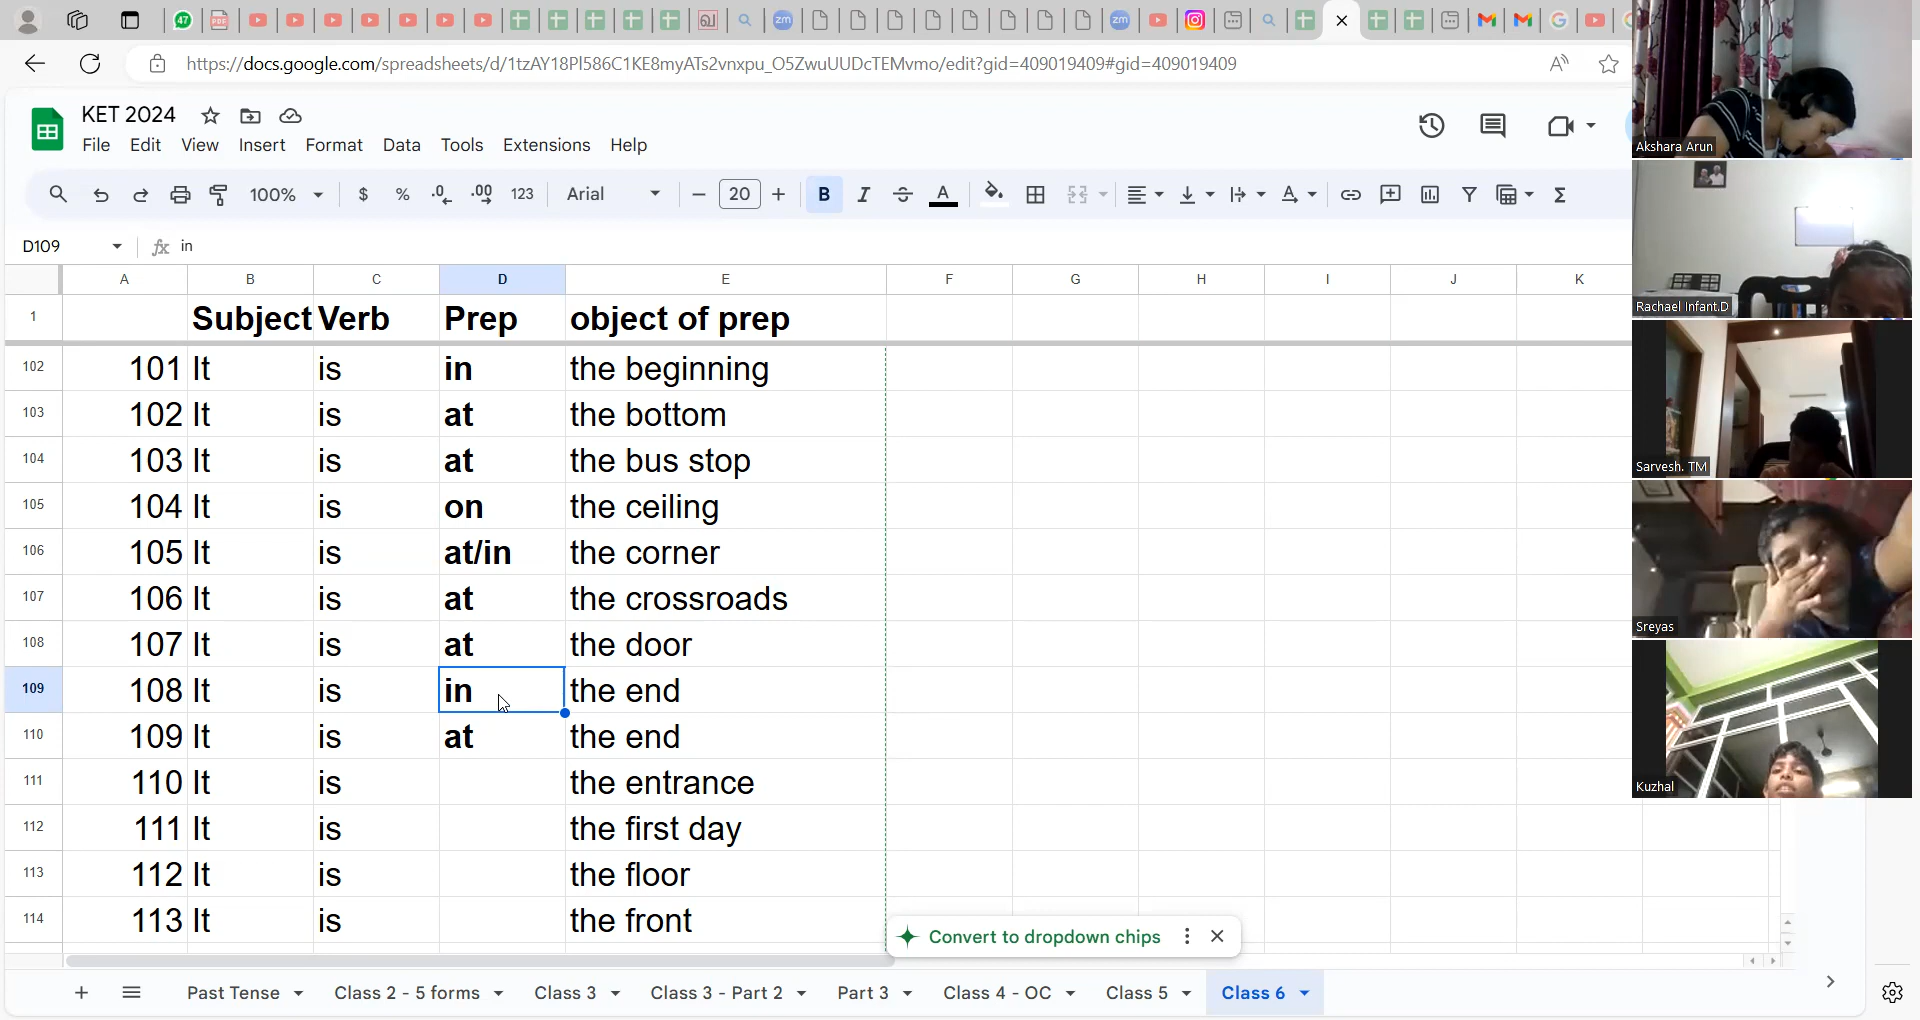 47
https://docs.google.com/spreadsheets/d/1tzAY18Pl586C1KE8myATs2vnxpu_O5ZwuUUDcTEMvmo/edit?gid=409019409#gid=409019409
KET 2024
File Edit View Insert Format Data Tools Extensions Help
100% $ % .0 .00 123 Arial 20 B I A
D109 fx in
A B C D E F G H I J K
1 Subject Verb Prep object of prep
102 101 It is in the beginning
103 102 It is at the bottom
104 103 It is at the bus stop
105 104 It is on the ceiling
106 105 It is at/in the corner
107 106 It is at the crossroads
108 107 It is at the door
109 108 It is in the end
110 109 It is at the end
111 110 It is the entrance
112 111 It is the first day
113 112 It is the floor
114 113 It is the front
Convert to dropdown chips
Past Tense Class 2 - 5 forms Class 3 Class 3 - Part 2 Part 3 Class 4 - OC Class 5 Class 6
Akshara Arun
Rachael Infant.D
Sarvesh. TM
Sreyas
Kuzhal